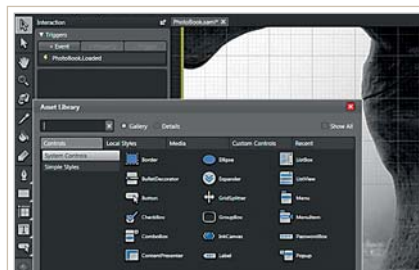 Interaction
PhotoBook.xaml* X
Triggers
+ Event
PhotoBook.Loaded
Asset Library
Gallery
Details
Show All
Controls
Local Styles
Media
Custom Controls
Recent
System Controls
Simple Styles
Border
Ellipse
ListBox
BulletDecorator
Expander
ListView
Button
GridSplitter
Menu
CheckBox
GroupBox
MenuItem
ComboBox
InkCanvas
PasswordBox
ContentPresenter
Label
Popup